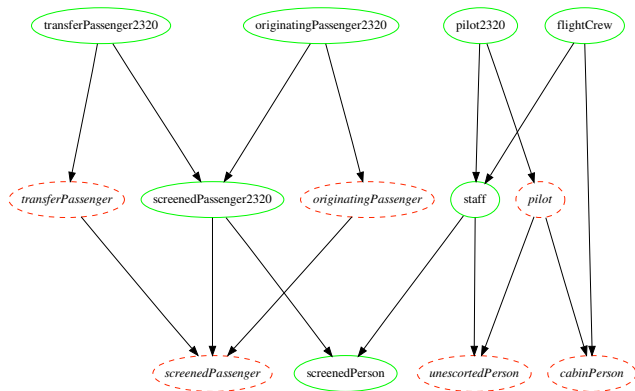 transferPassenger2320
originatingPassenger2320
pilot2320
flightCrew
transferPassenger
screenedPassenger2320
originatingPassenger
staff
pilot
screenedPassenger
screenedPerson
unescortedPerson
cabinPerson